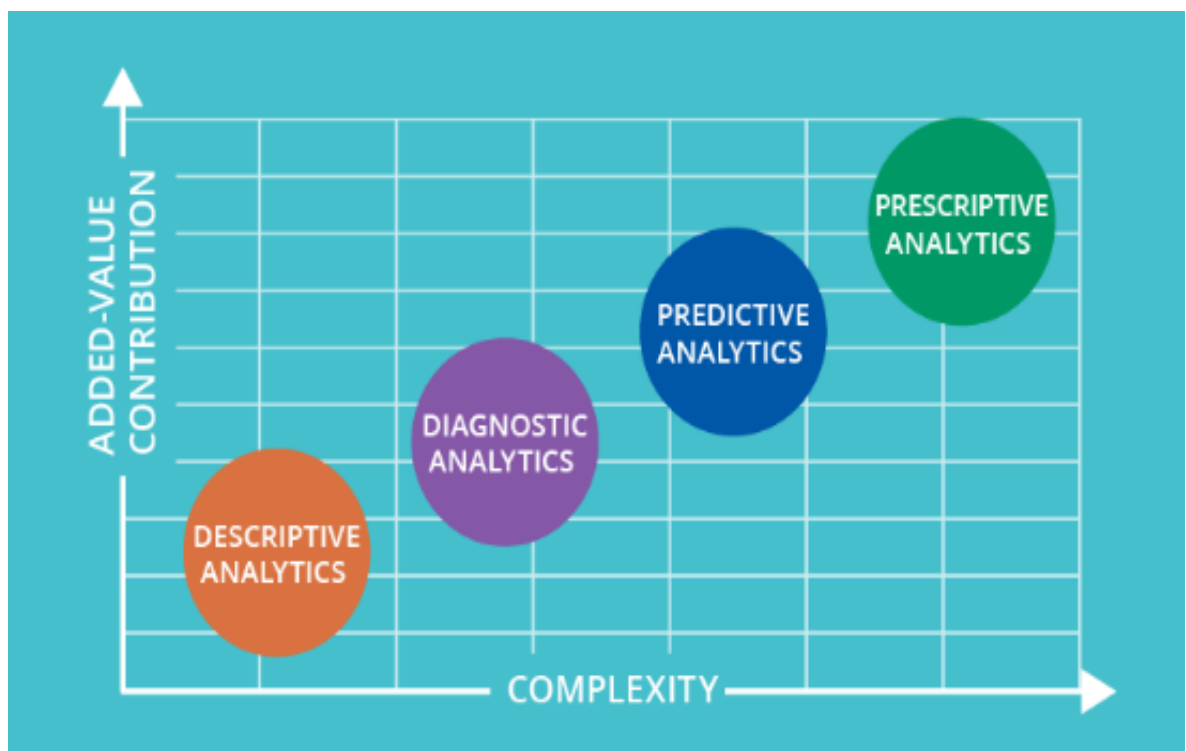 ADDED-VALUE
CONTRIBUTION
PRESCRIPTIVE
ANALYTICS
PREDICTIVE
ANALYTICS
DIAGNOSTIC
ANALYTICS
DESCRIPTIVE
ANALYTICS
COMPLEXITY